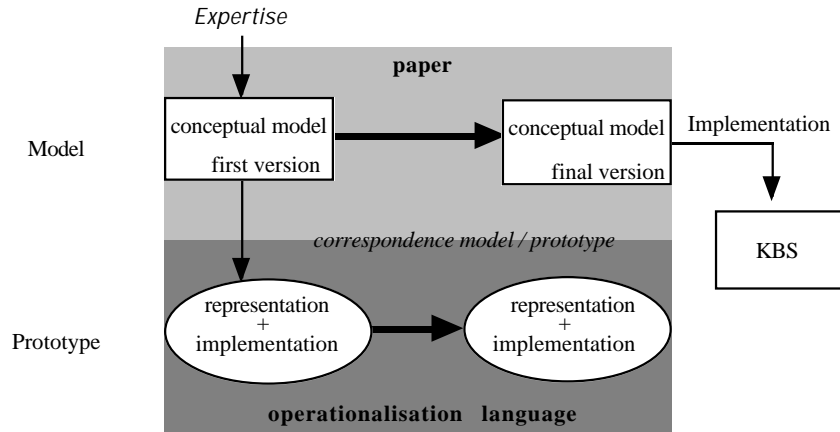 Expertise
paper
conceptual model
first version
conceptual model
final version
Implementation
Model
KBS
correspondence model / prototype
representation
+
implementation
representation
+
implementation
Prototype
operationalisation language